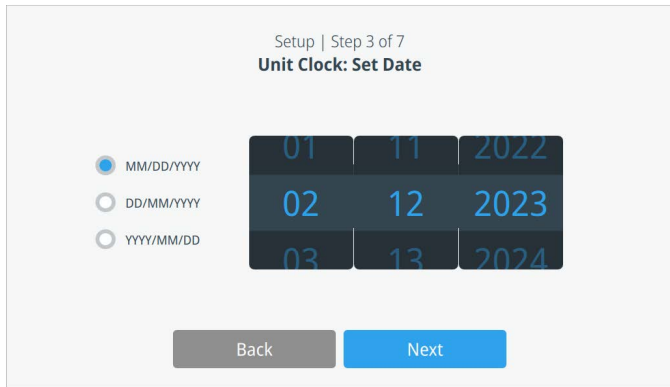 Setup | Step 3 of 7
Unit Clock: Set Date
MM/DD/YYYY
DD/MM/YYYY
YYYY/MM/DD
01 11 2022
02 12 2023
03 13 2024
Back Next